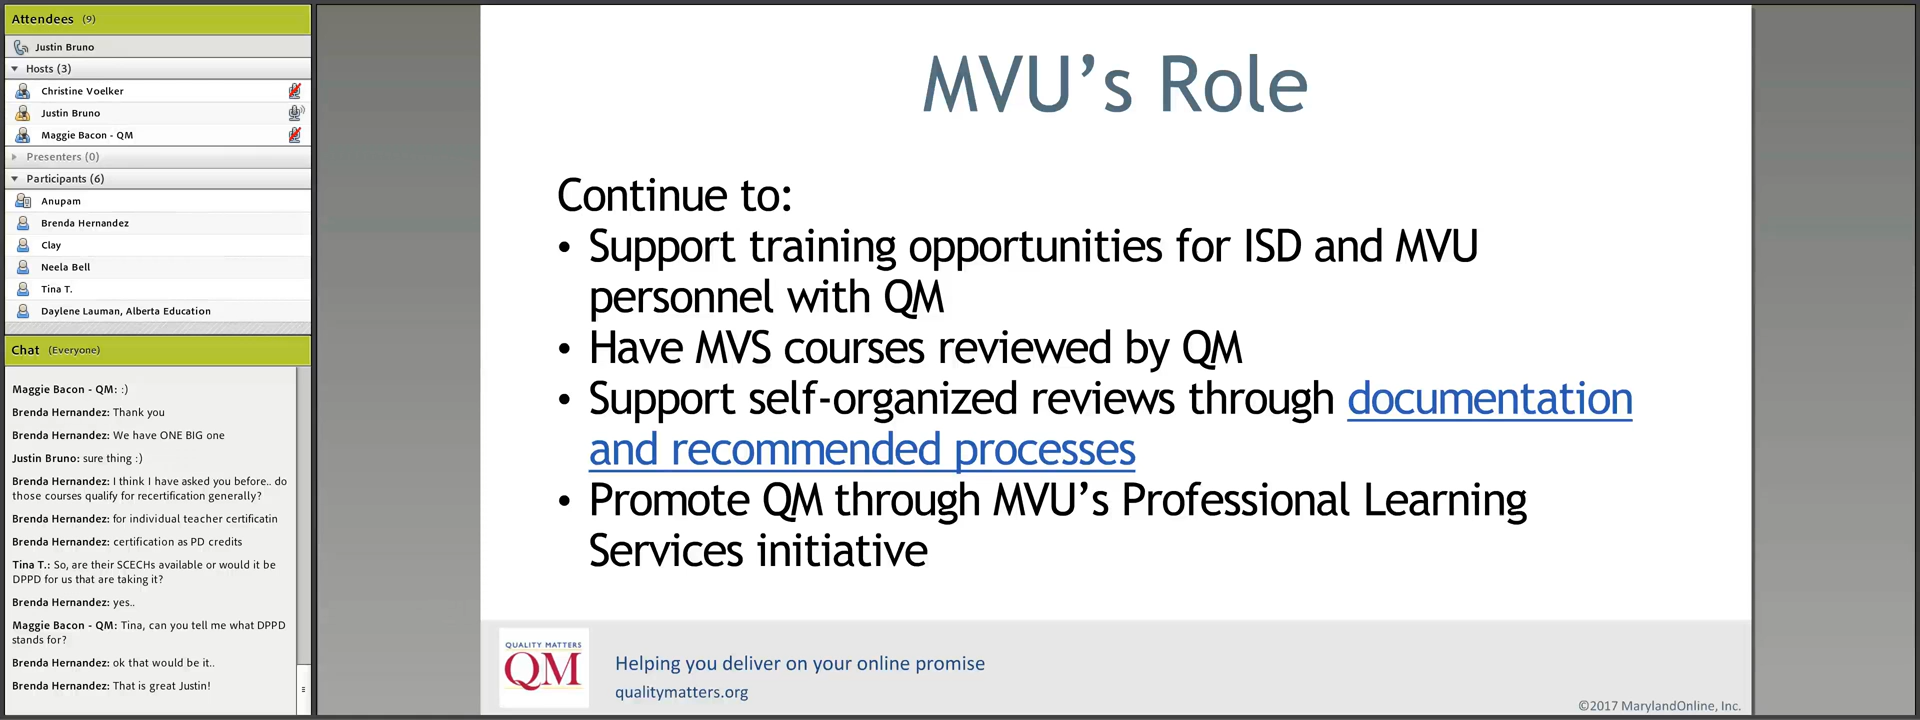 Attendees (9)
Justin Bruno
Hosts (3)
Christine Voelker
Justin Bruno
Maggie Bacon - QM
Presenters (0)
Participants (6)
Anupam
Brenda Hernandez
Clay
Neela Bell
Tina T.
Daylene Lauman, Alberta Education
Chat (Everyone)
Maggie Bacon - QM: :)
Brenda Hernandez: Thank you
Brenda Hernandez: We have ONE BIG one
Justin Bruno: sure thing :)
Brenda Hernandez: I think I have asked you before.. do
those courses qualify for recertification generally?
Brenda Hernandez: for individual teacher certificatin
Brenda Hernandez: certification as PD credits
Tina T.: So, are their SCECHs available or would it be
DPPD for us that are taking it?
Brenda Hernandez: yes..
Maggie Bacon - QM: Tina, can you tell me what DPPD
stands for?
Brenda Hernandez: ok that would be it..
Brenda Hernandez: That is great Justin!
MVU’s Role
Continue to:
• Support training opportunities for ISD and MVU
personnel with QM
• Have MVS courses reviewed by QM
• Support self-organized reviews through documentation
and recommended processes
• Promote QM through MVU’s Professional Learning
Services initiative
QUALITY MATTERS
QM
Helping you deliver on your online promise
qualitymatters.org
©2017 MarylandOnline, Inc.